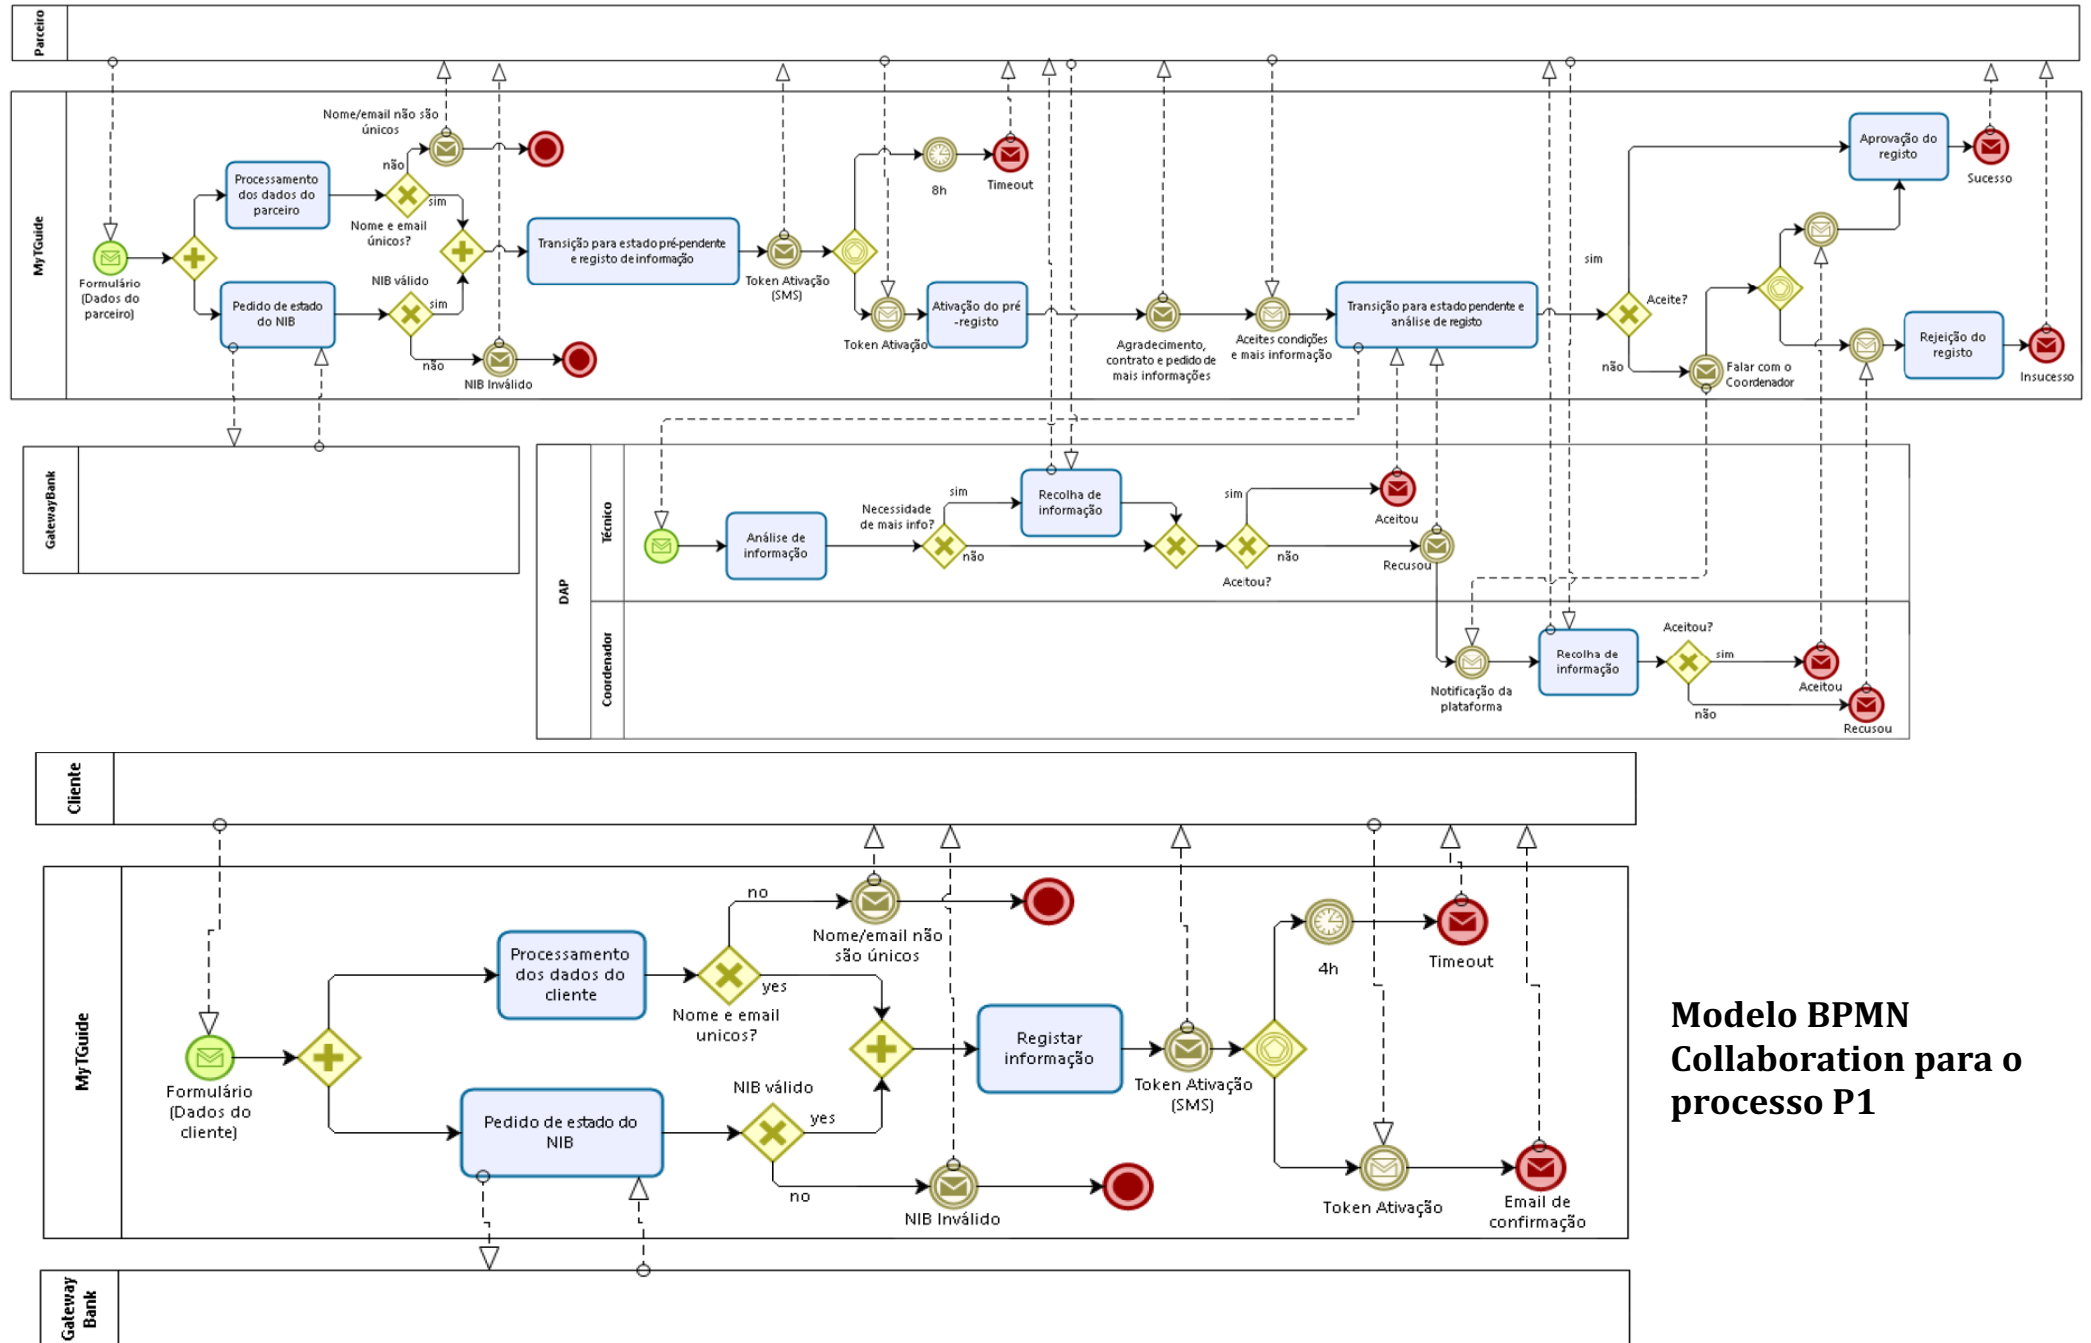 Parceiro
MyTGuide
Formulário
(Dados do
parceiro)
Processamento
dos dados do
parceiro
Pedido de estado
do NIB
Nome/email não são
únicos
não
sim
Nome e email
únicos?
NIB válido
sim
não
NIB Inválido
Transição para estado pré-pendente
e registo de informação
Token Ativação
(SMS)
8h
Timeout
Token Ativação
Ativação do pré
-registo
Agradecimento,
contrato e pedido de
mais informações
Aceites condições
e mais informação
Transição para estado pendente e
análise de registo
sim
Aceite?
não
Falar com o
Coordenador
Aprovação do
registo
Sucesso
Rejeição do
registo
Insucesso
GatewayBank
DAP
Técnico
Análise de
informação
Necessidade
de mais info?
sim
não
Recolha de
informação
sim
Aceitou?
não
Aceitou
Recusou
Coordenador
Notificação da
plataforma
Recolha de
informação
Aceitou?
sim
não
Aceitou
Recusou
Cliente
MyTGuide
Formulário
(Dados do
cliente)
Processamento
dos dados do
cliente
Pedido de estado do
NIB
no
yes
Nome e email
unicos?
Nome/email não
são únicos
NIB válido
yes
no
NIB Inválido
Registar
informação
Token Ativação
(SMS)
4h
Timeout
Token Ativação
Email de
confirmação
Gateway
Bank
Modelo BPMN
Collaboration para o
processo P1